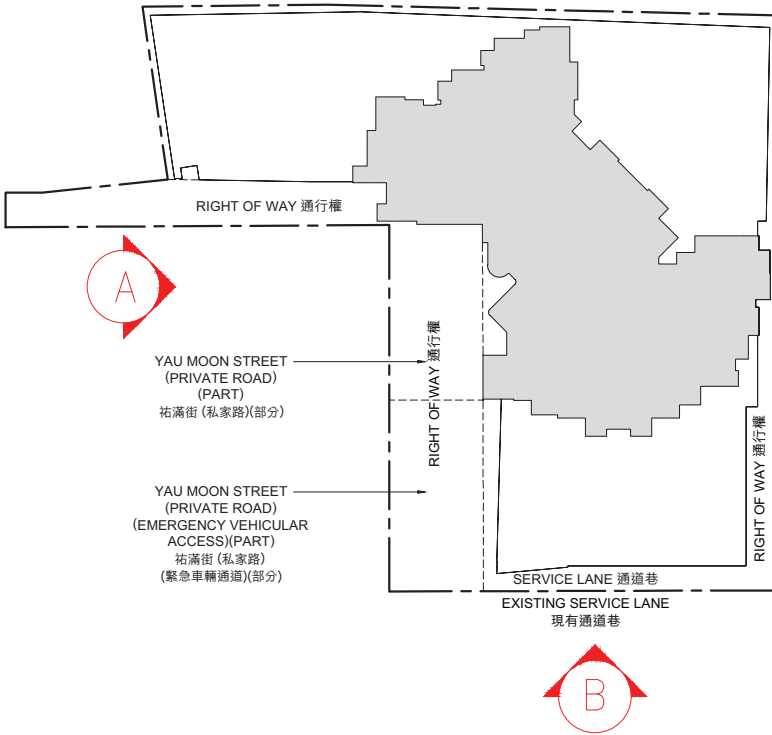 RIGHT OF WAY 通行權
A
YAU MOON STREET
(PRIVATE ROAD)
(PART)
祐滿街 (私家路)(部分)
RIGHT OF WAY 通行權
YAU MOON STREET
(PRIVATE ROAD)
(EMERGENCY VEHICULAR
ACCESS)(PART)
祐滿街 (私家路)
(緊急車輛通道)(部分)
RIGHT OF WAY 通行權
SERVICE LANE 通道巷
EXISTING SERVICE LANE
現有通道巷
B